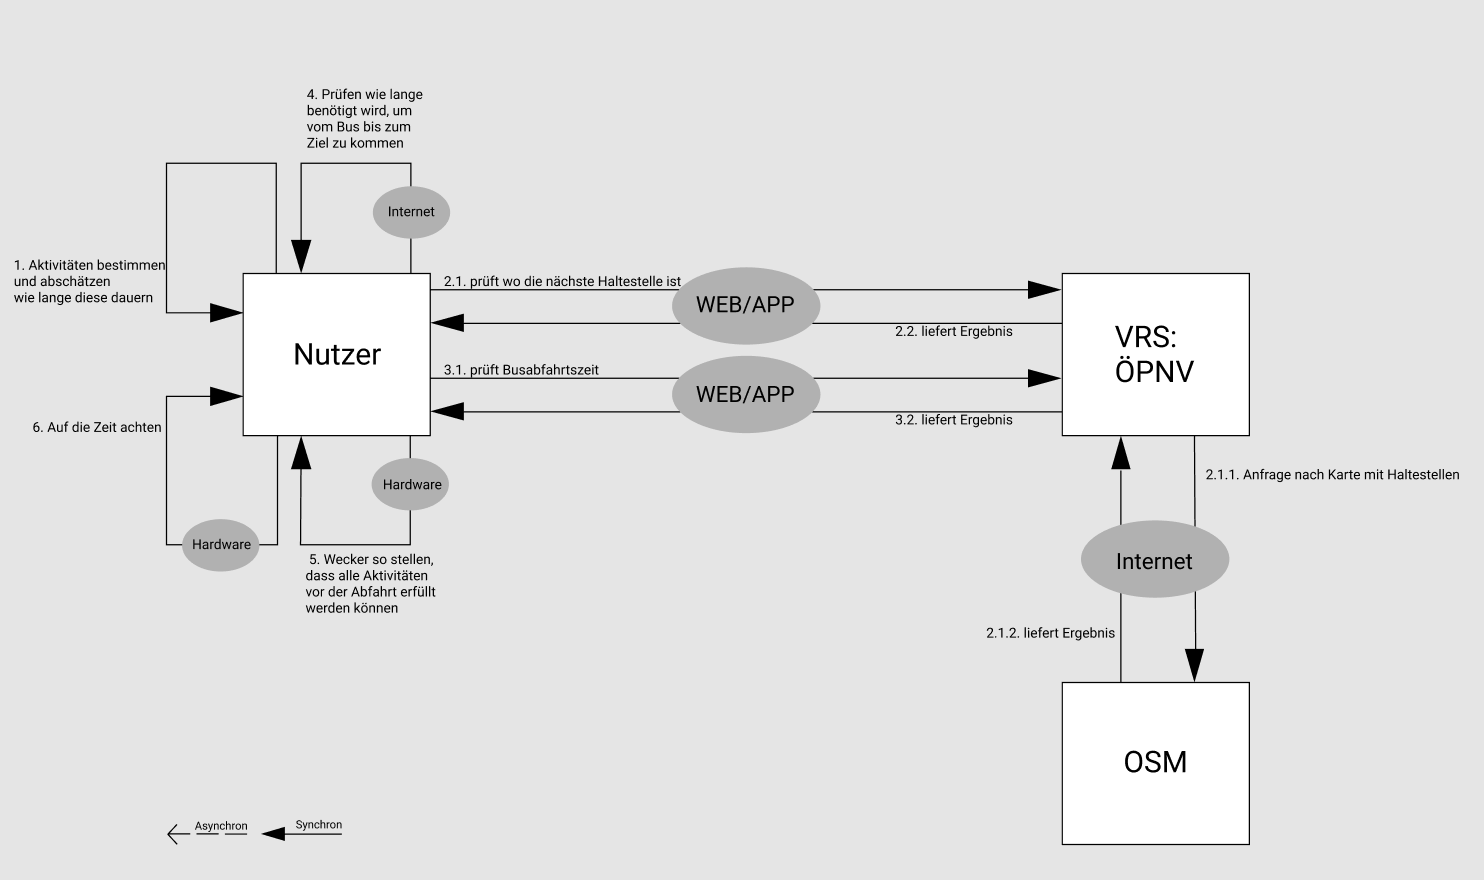 4. Prüfen wie lange
benötigt wird, um
vom Bus bis zum
Ziel zu kommen
Internet
1. Aktivitäten bestimmen
und abschätzen
wie lange diese dauern
2.1. prüft wo die nächste Haltestelle ist
WEB/APP
2.2. liefert Ergebnis
Nutzer
VRS:
ÖPNV
3.1. prüft Busabfahrtszeit
WEB/APP
3.2. liefert Ergebnis
6. Auf die Zeit achten
Hardware
Hardware
5. Wecker so stellen,
dass alle Aktivitäten
vor der Abfahrt erfüllt
werden können
2.1.1. Anfrage nach Karte mit Haltestellen
Internet
2.1.2. liefert Ergebnis
OSM
Asynchron
Synchron